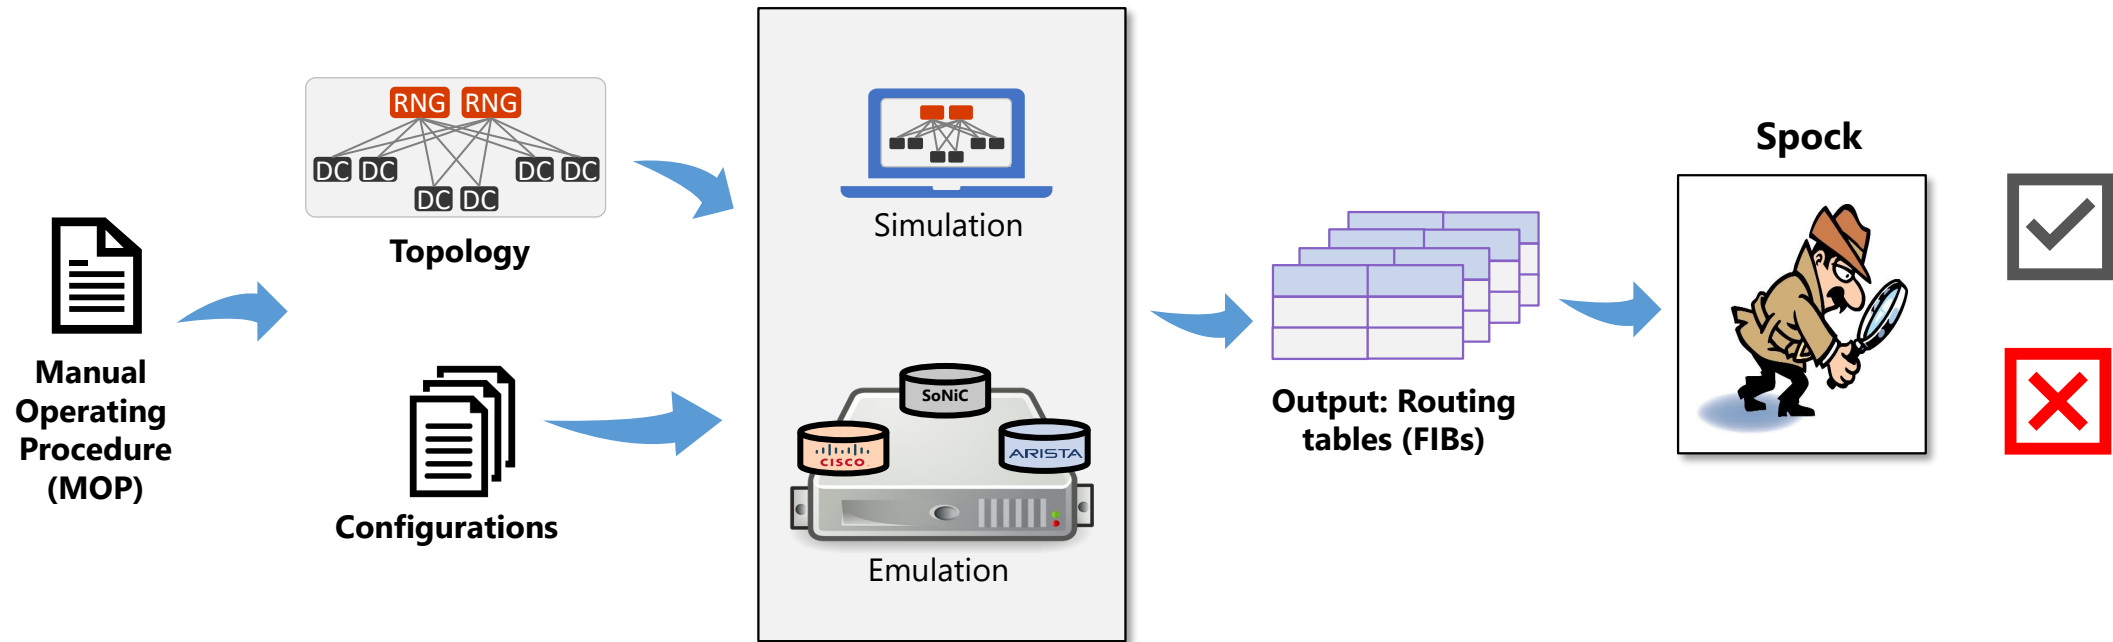 Manual
Operating
Procedure
(MOP)
RNG RNG
DC DC DC DC
DC DC
Topology
Configurations
Simulation
SoNiC
CISCO
ARISTA
Emulation
Output: Routing
tables (FIBs)
Spock